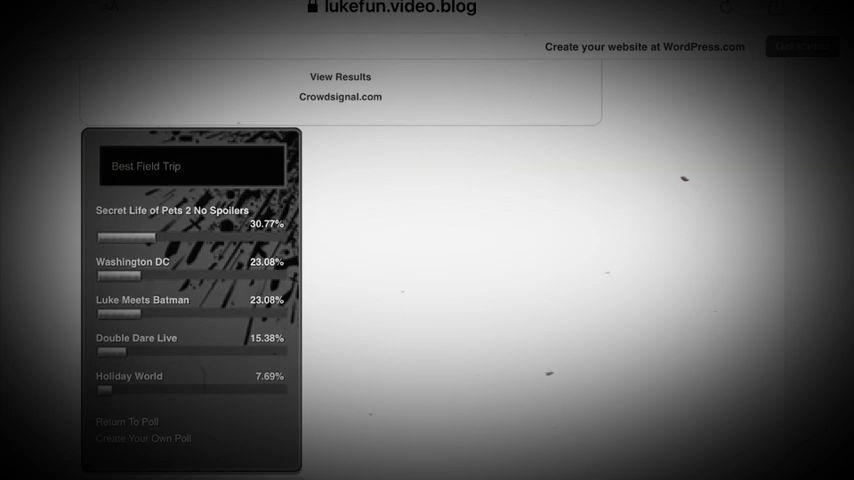 lukefun.video.blog
Create your website at WordPress.com
View Results
Crowdsignal.com
Best Field Trip
Secret Life of Pets 2 No Spoilers
30.77%
Washington DC 23.08%
Luke Meets Batman 23.08%
Double Dare Live 15.38%
Holiday World 7.69%
Return To Poll
Create Your Own Poll